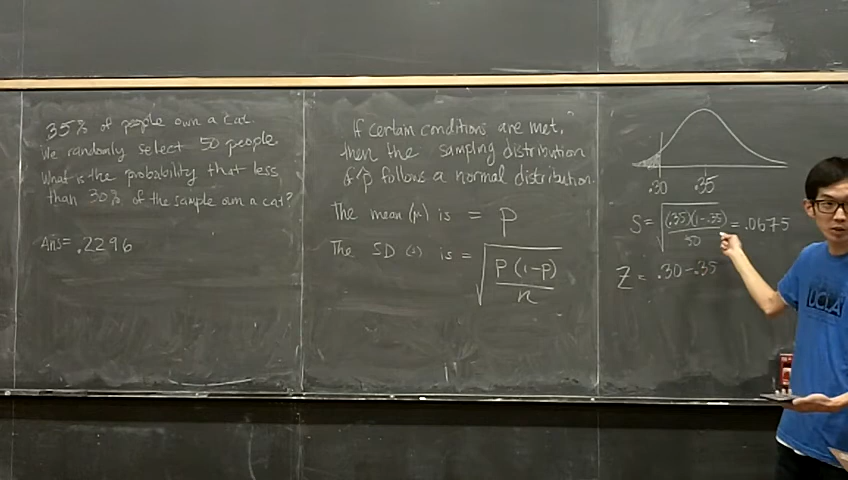 35% of people own a cat.
We randomly select 50 people.
What is the probability that less
than 30% of the sample own a cat?
Ans= .2296
If certain conditions are met,
then the sampling distribution
of p̂ follows a normal distribution.
The mean (μ) is = p
The SD (s) is = √(p(1-p)/n)
.30 .35
S = √((.35)(1-.35)/50) = .0675
Z = .30-.35
UCLA